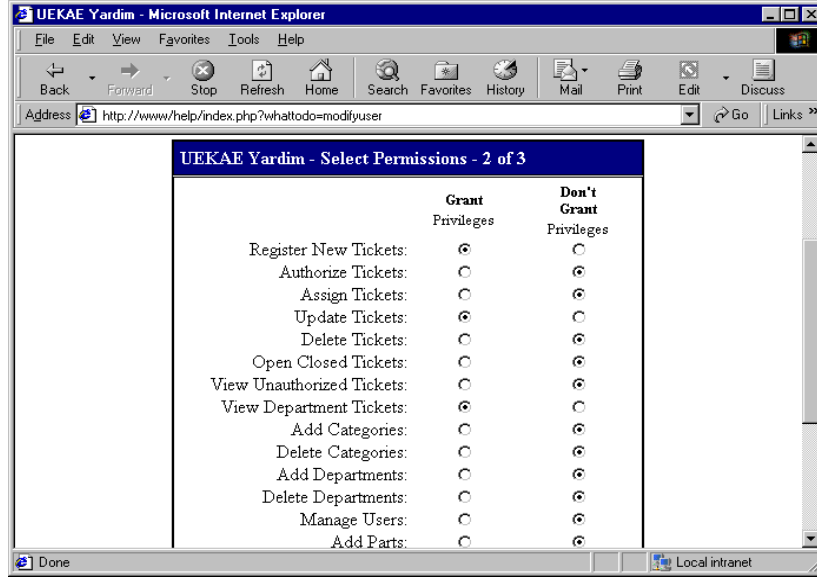 UEKAE Yardim - Microsoft Internet Explorer
File Edit View Favorites Tools Help
Back Forward Stop Refresh Home Search Favorites History Mail Print Edit Discuss
Address http://www/help/index.php?whattodo=modifyuser Go Links »
UEKAE Yardim - Select Permissions - 2 of 3
Grant Privileges Don't Grant Privileges
Register New Tickets:
Authorize Tickets:
Assign Tickets:
Update Tickets:
Delete Tickets:
Open Closed Tickets:
View Unauthorized Tickets:
View Department Tickets:
Add Categories:
Delete Categories:
Add Departments:
Delete Departments:
Manage Users:
Add Parts:
Done Local intranet